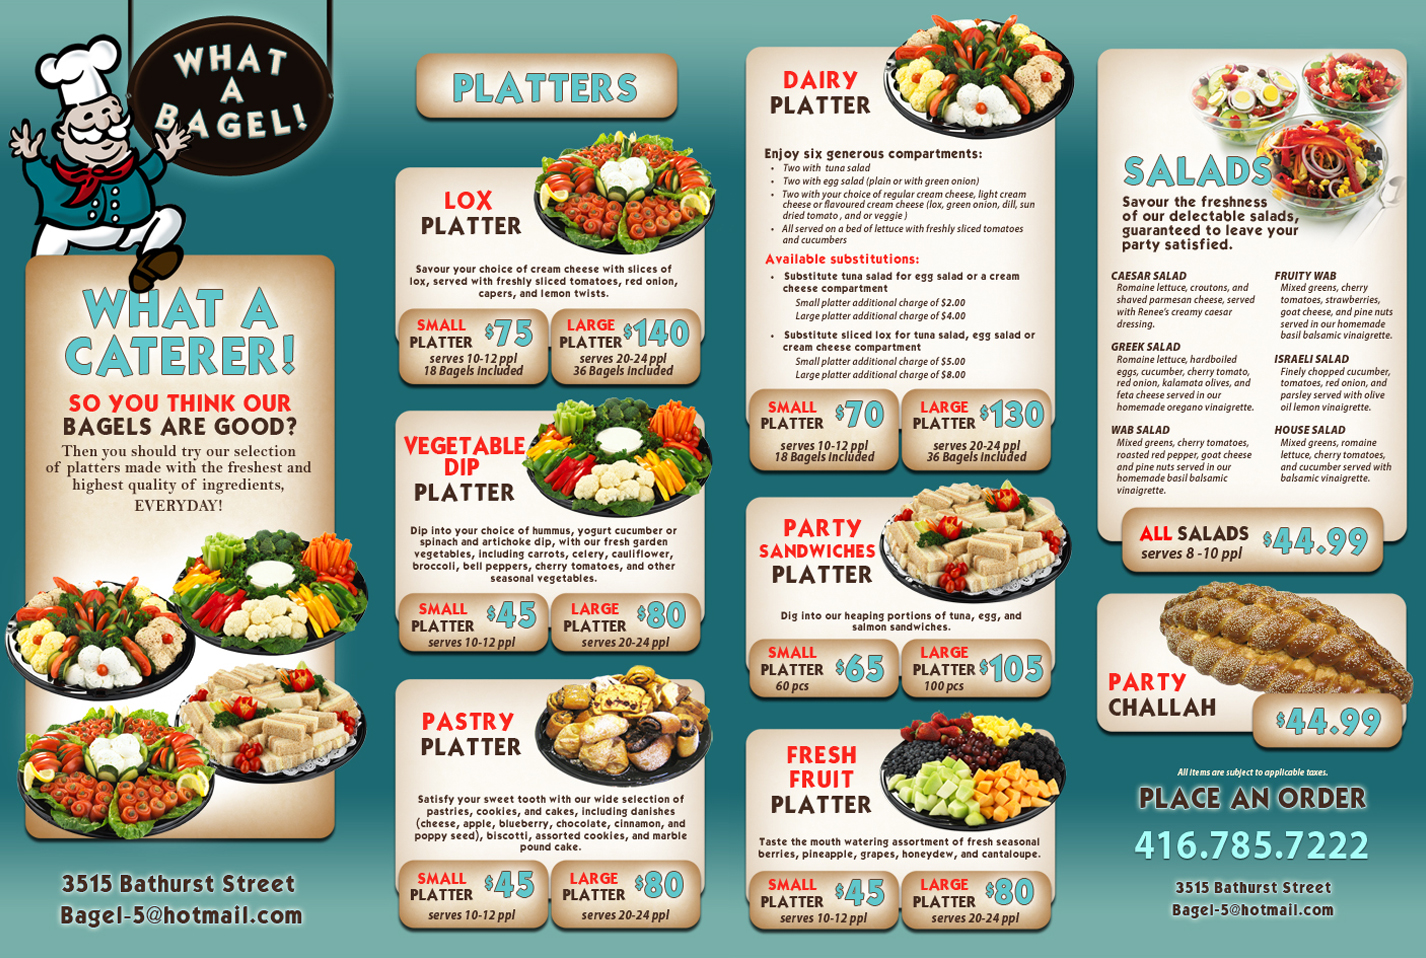 WHAT
A
BAGEL!
WHAT A
CATERER!
SO YOU THINK OUR
BAGELS ARE GOOD?
Then you should try our selection
of platters made with the freshest and
highest quality of ingredients,
EVERYDAY!
3515 Bathurst Street
Bagel-5@hotmail.com
PLATTERS
LOX
PLATTER
Savour your choice of cream cheese with slices of
lox, served with freshly sliced tomatoes, red onion,
capers, and lemon twists.
SMALL
PLATTER $75
serves 10-12 ppl
18 Bagels Included
LARGE
PLATTER $140
serves 20-24 ppl
36 Bagels Included
VEGETABLE
DIP
PLATTER
Dip into your choice of hummus, yogurt cucumber or
spinach and artichoke dip, with our fresh garden
vegetables, including carrots, celery, cauliflower,
broccoli, bell peppers, cherry tomatoes, and other
seasonal vegetables.
SMALL
PLATTER $45
serves 10-12 ppl
LARGE
PLATTER $80
serves 20-24 ppl
PASTRY
PLATTER
Satisfy your sweet tooth with our wide selection of
pastries, cookies, and cakes, including danishes
(cheese, apple, blueberry, chocolate, cinnamon, and
poppy seed), biscotti, assorted cookies, and marble
pound cake.
SMALL
PLATTER $45
serves 10-12 ppl
LARGE
PLATTER $80
serves 20-24 ppl
DAIRY
PLATTER
Enjoy six generous compartments:
• Two with tuna salad
• Two with egg salad (plain or with green onion)
• Two with your choice of regular cream cheese, light cream
cheese or flavoured cream cheese (lox, green onion, dill, sun
dried tomato , and or veggie )
• All served on a bed of lettuce with freshly sliced tomatoes
and cucumbers
Available substitutions:
• Substitute tuna salad for egg salad or a cream
cheese compartment
Small platter additional charge of $2.00
Large platter additional charge of $4.00
• Substitute sliced lox for tuna salad, egg salad or
cream cheese compartment
Small platter additional charge of $5.00
Large platter additional charge of $8.00
SMALL
PLATTER $70
serves 10-12 ppl
18 Bagels Included
LARGE
PLATTER $130
serves 20-24 ppl
36 Bagels Included
PARTY
SANDWICHES
PLATTER
Dig into our heaping portions of tuna, egg, and
salmon sandwiches.
SMALL
PLATTER $65
60 pcs
LARGE
PLATTER $105
100 pcs
FRESH
FRUIT
PLATTER
Taste the mouth watering assortment of fresh seasonal
berries, pineapple, grapes, honeydew, and cantaloupe.
SMALL
PLATTER $45
serves 10-12 ppl
LARGE
PLATTER $80
serves 20-24 ppl
SALADS
Savour the freshness
of our delectable salads,
guaranteed to leave your
party satisfied.
CAESAR SALAD
Romaine lettuce, croutons, and
shaved parmesan cheese, served
with Renee's creamy caesar
dressing.
GREEK SALAD
Romaine lettuce, hardboiled
eggs, cucumber, cherry tomato,
red onion, kalamata olives, and
feta cheese served in our
homemade oregano vinaigrette.
WAB SALAD
Mixed greens, cherry tomatoes,
roasted red pepper, goat cheese
and pine nuts served in our
homemade basil balsamic
vinaigrette.
FRUITY WAB
Mixed greens, cherry
tomatoes, strawberries,
goat cheese, and pine nuts
served in our homemade
basil balsamic vinaigrette.
ISRAELI SALAD
Finely chopped cucumber,
tomatoes, red onion, and
parsley served with olive
oil lemon vinaigrette.
HOUSE SALAD
Mixed greens, romaine
lettuce, cherry tomatoes,
and cucumber served with
balsamic vinaigrette.
ALL SALADS $44.99
serves 8 -10 ppl
PARTY
CHALLAH
$44.99
All items are subject to applicable taxes.
PLACE AN ORDER
416.785.7222
3515 Bathurst Street
Bagel-5@hotmail.com